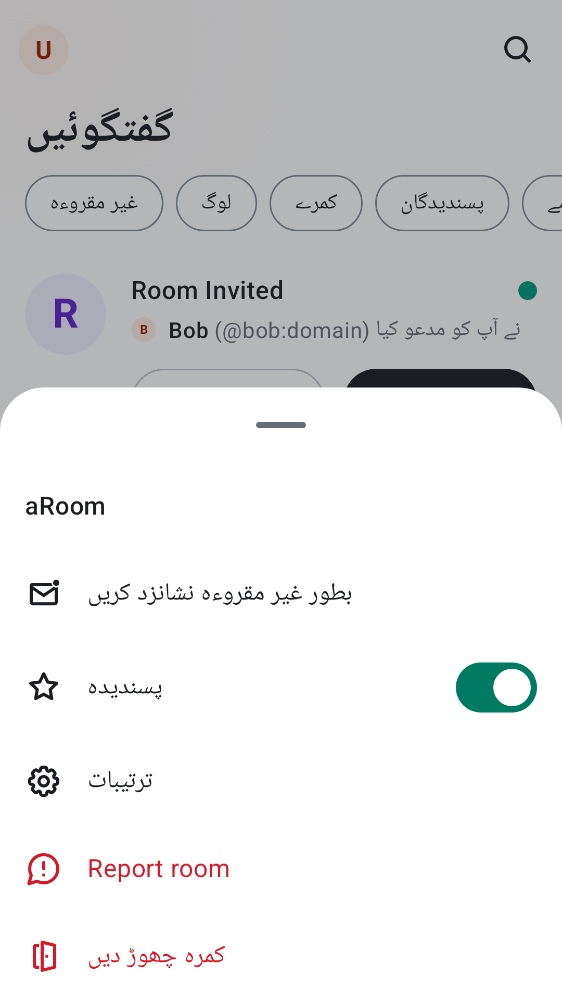 U
گفتگوئیں
غیر مقروءہ
لوگ
کمرے
پسندیدگان
R
Room Invited
B
Bob (@bob:domain) نے آپ کو مدعو کیا
aRoom
بطور غیر مقروءہ نشانزد کریں
پسندیدہ
ترتیبات
Report room
کمرہ چھوڑ دیں